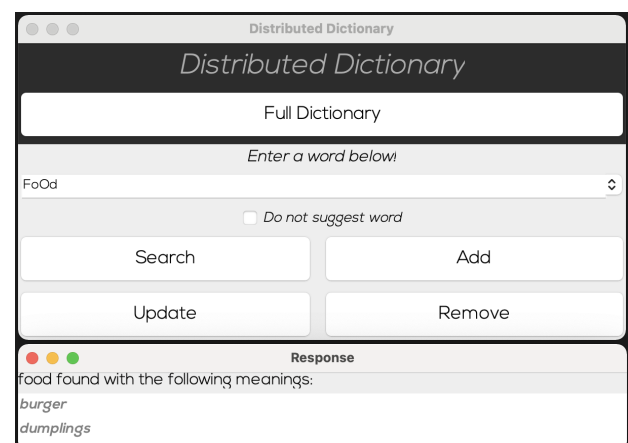 Distributed Dictionary
Distributed Dictionary
Full Dictionary
Enter a word below!
FoOd
Do not suggest word
Search Add
Update Remove
Response
food found with the following meanings:
burger
dumplings